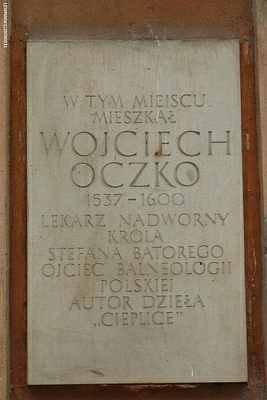 W TYM MIEJSCU
MIESZKAŁ
WOJCIECH
OCZKO
1537-1600
LEKARZ NADWORNY
KRÓLA
STEFANA BATOREGO
OJCIEC BALNEOLOGII
POLSKIEJ
AUTOR DZIEŁA
„CIEPLICE"